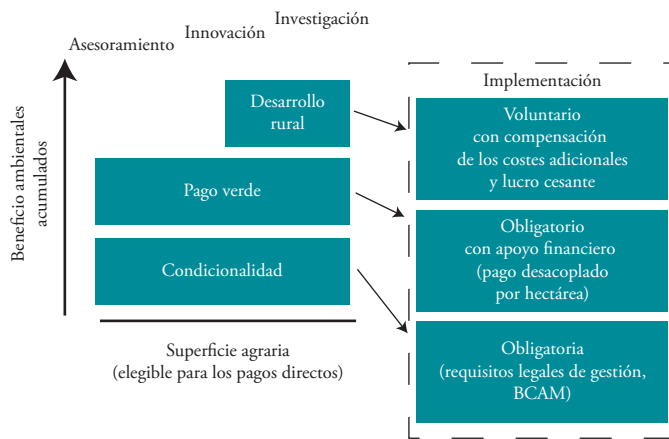 Asesoramiento
Innovación
Investigación
Beneficio ambientales
acumulados
Desarrollo
rural
Pago verde
Condicionalidad
Superficie agraria
(elegible para los pagos directos)
Implementación
Voluntario
con compensación
de los costes adicionales
y lucro cesante
Obligatorio
con apoyo financiero
(pago desacoplado
por hectárea)
Obligatoria
(requisitos legales de gestión,
BCAM)